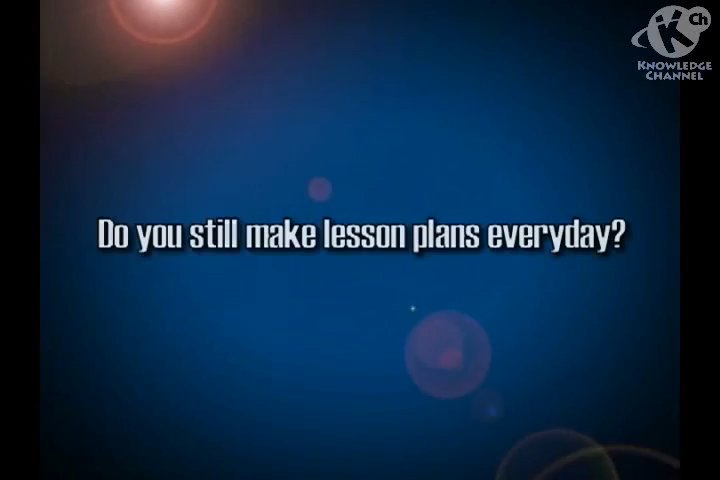 Ch
K
KNOWLEDGE
CHANNEL
Do you still make lesson plans everyday?